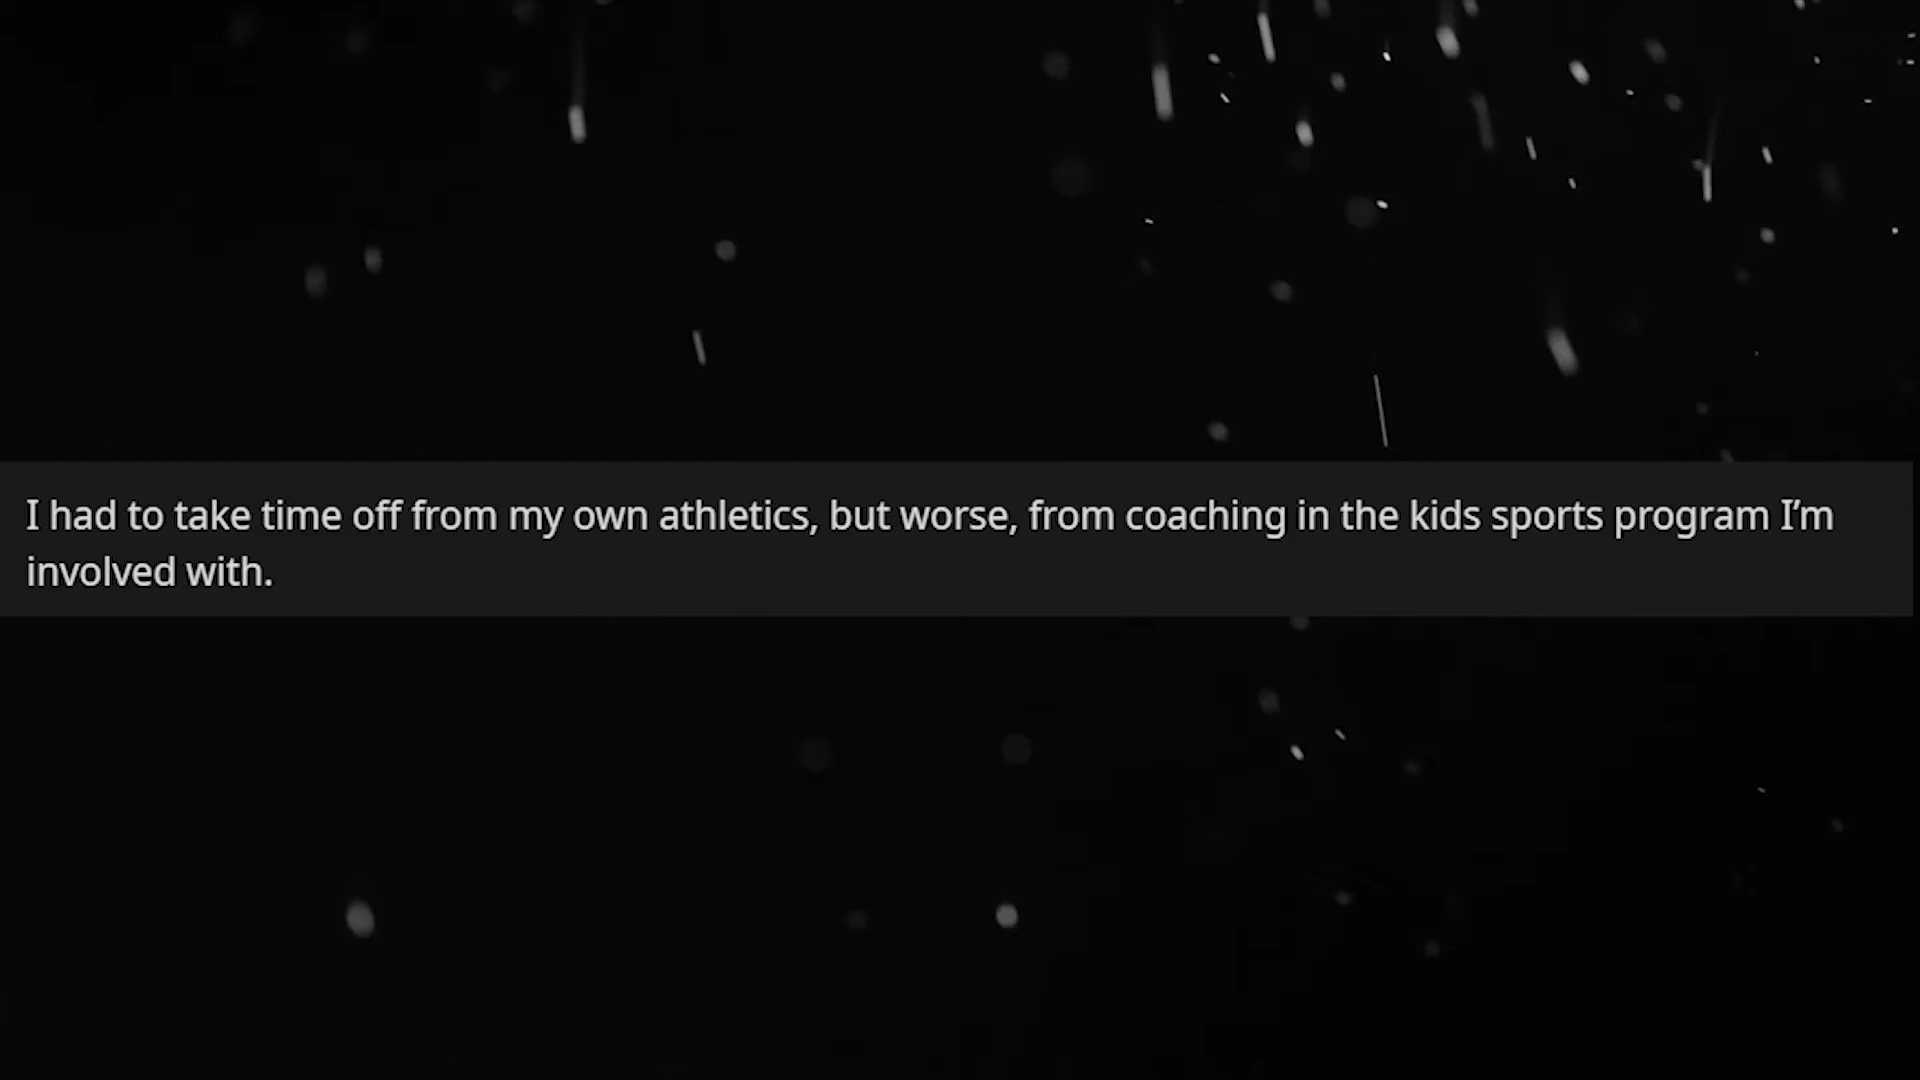 I had to take time off from my own athletics, but worse, from coaching in the kids sports program I’m
involved with.